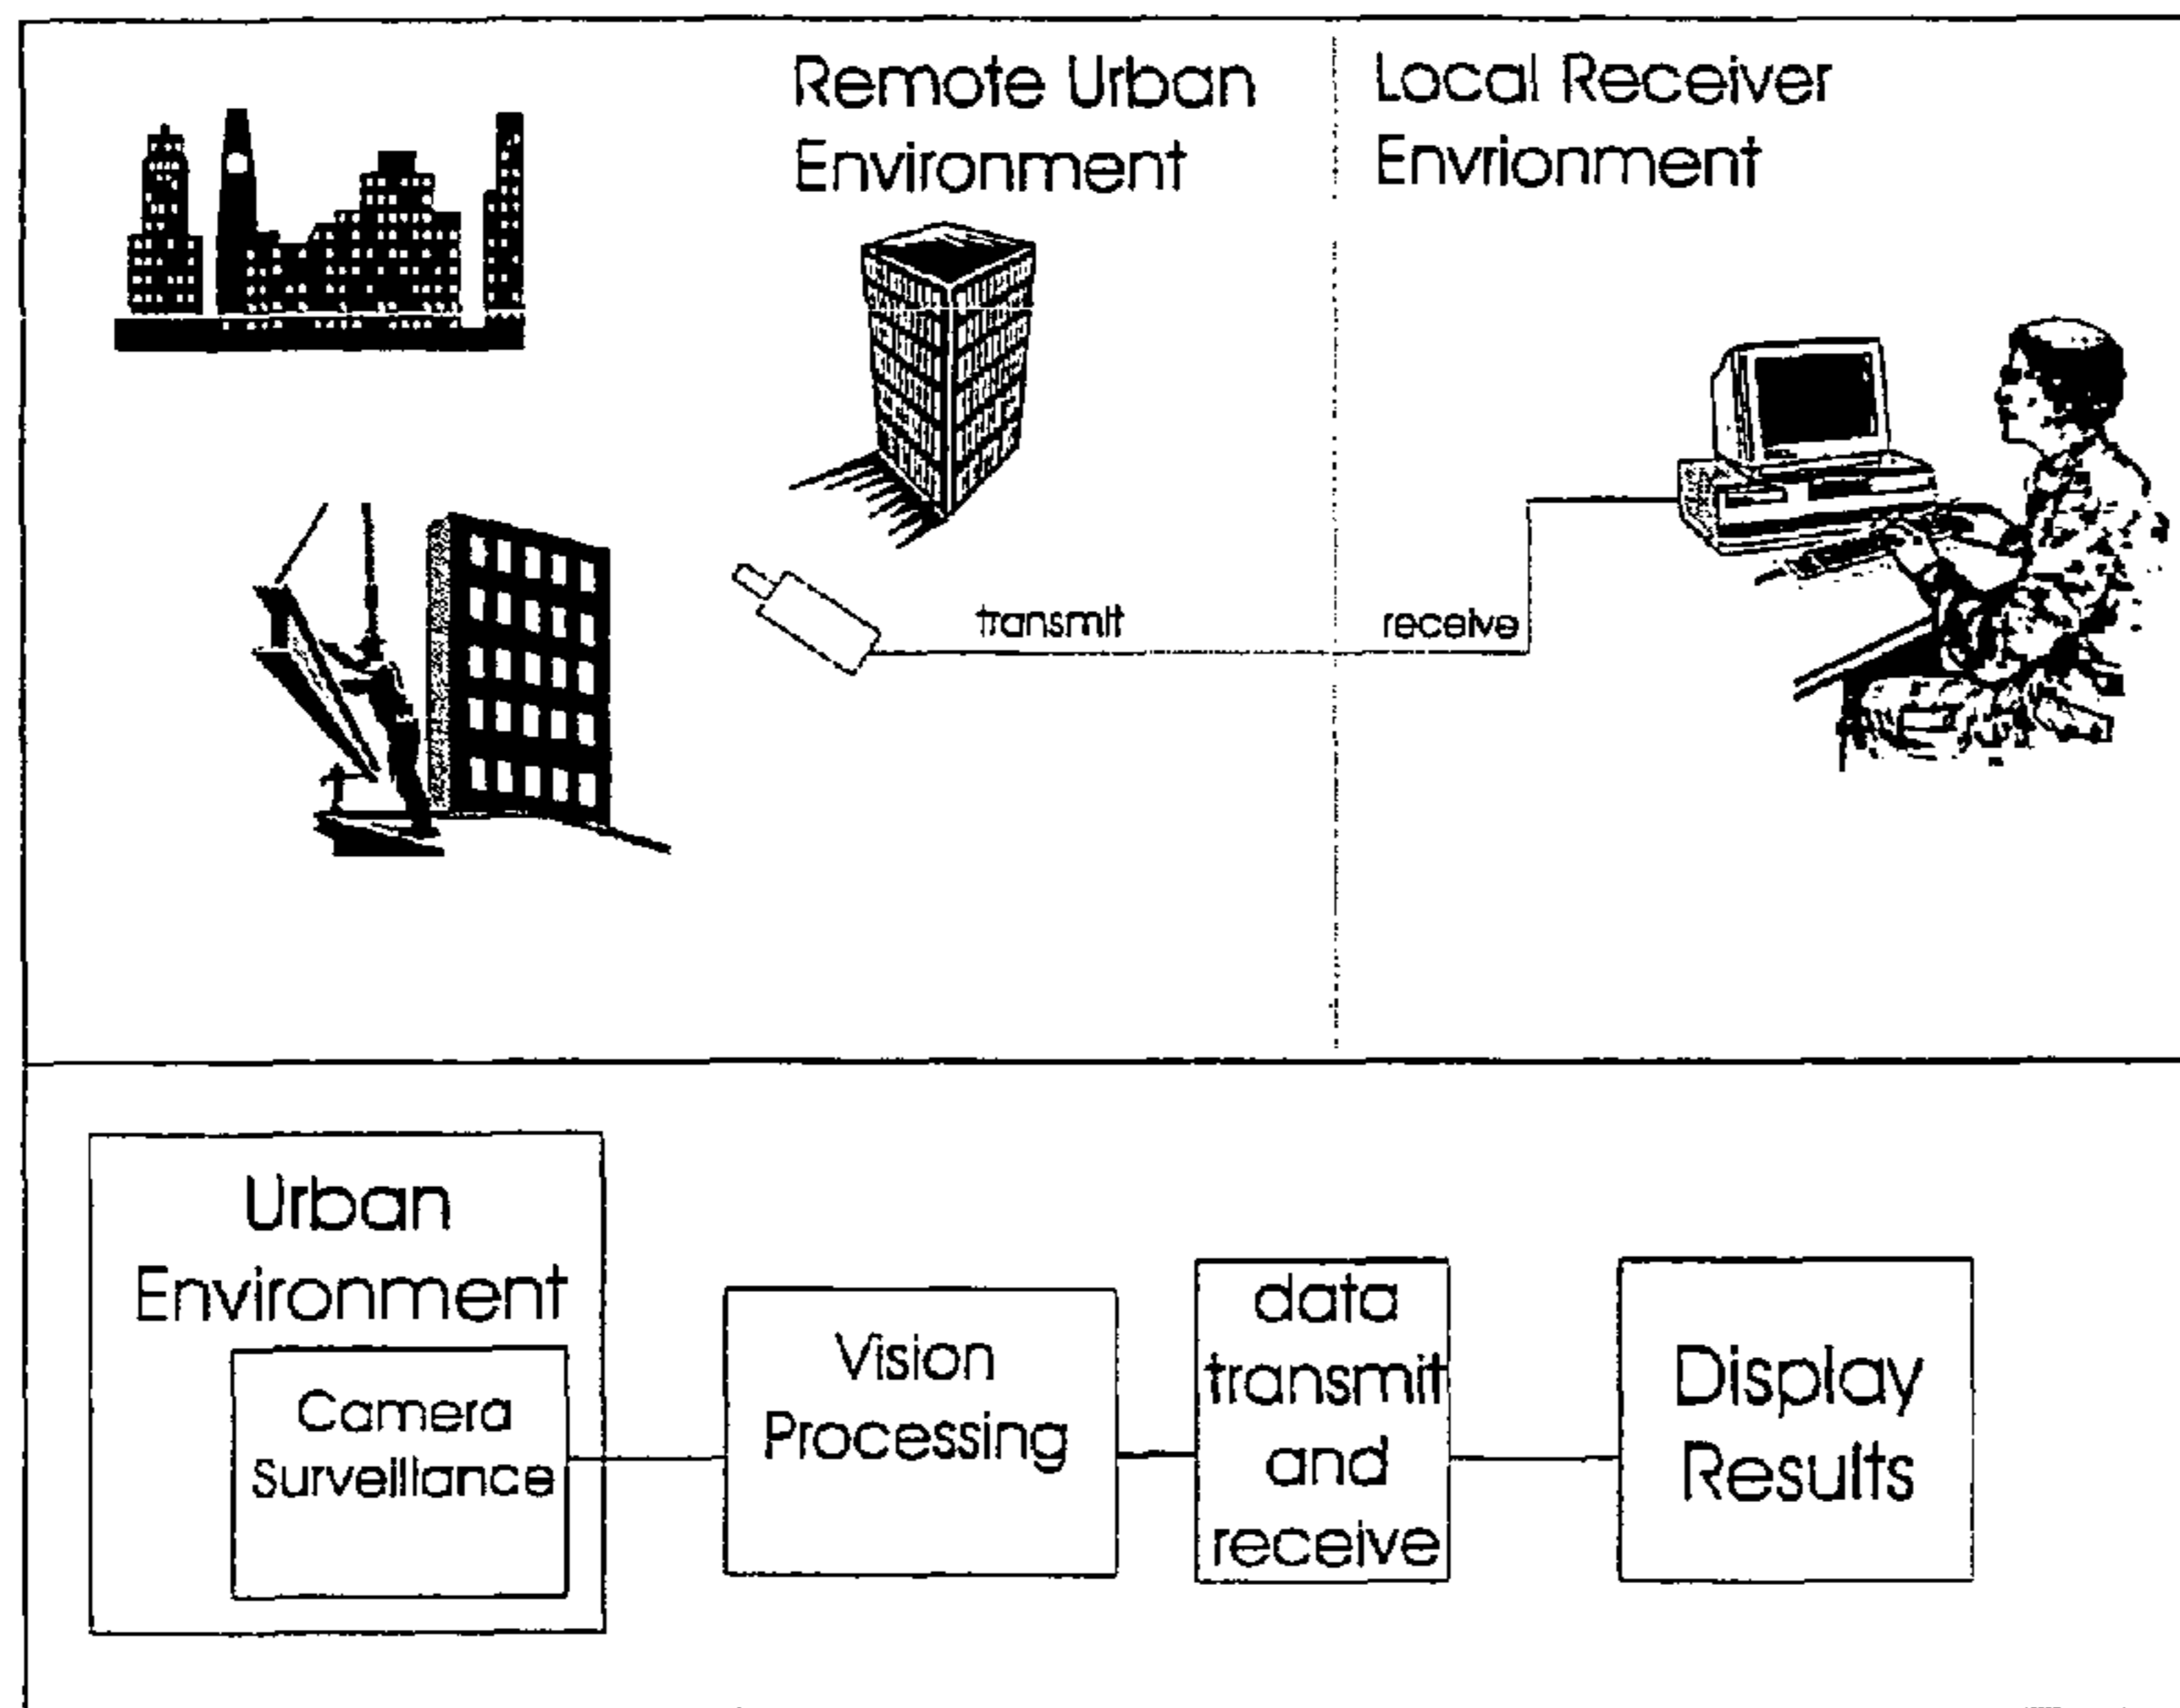 Remote Urban
Environment
Local Receiver
Envrionment
transmit
receive
Urban
Environment
Camera
Surveillance
Vision
Processing
data
transmit
and
receive
Display
Results